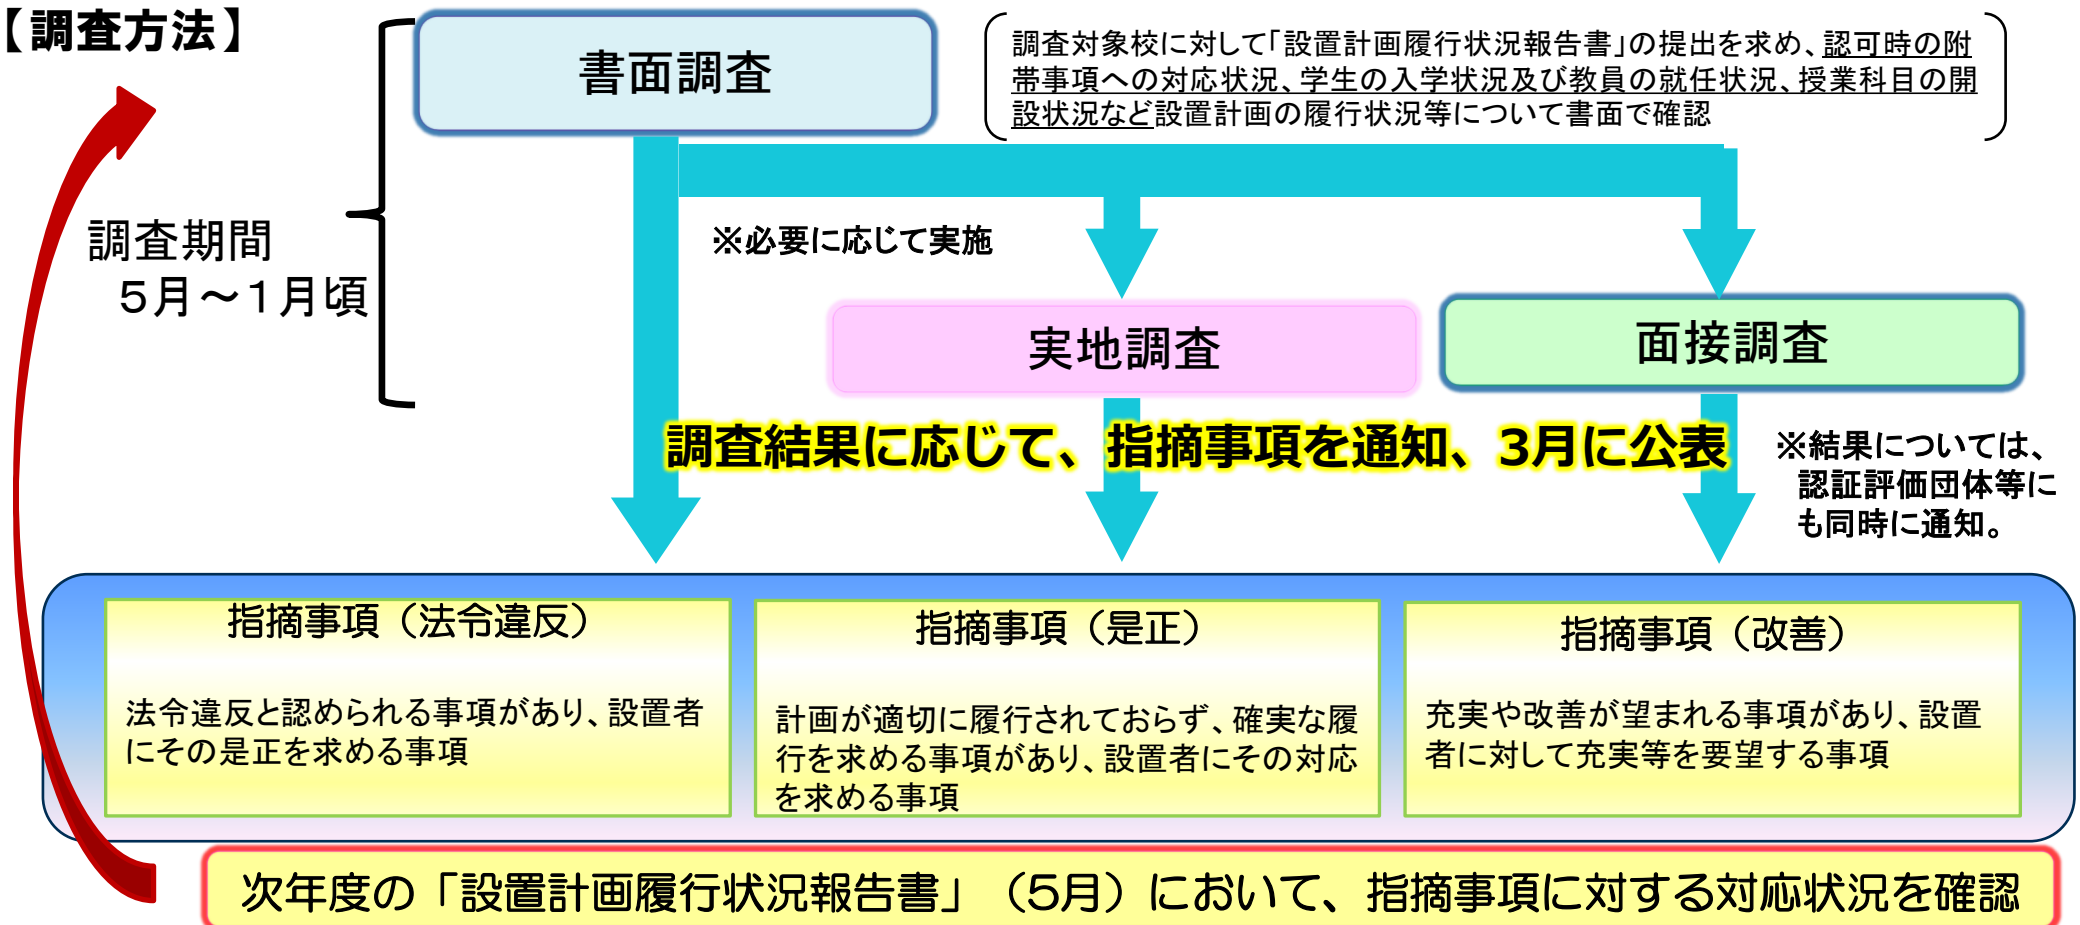 【調査方法】
書面調査
調査対象校に対して「設置計画履行状況報告書」の提出を求め、認可時の附
帯事項への対応状況、学生の入学状況及び教員の就任状況、授業科目の開
設状況など設置計画の履行状況等について書面で確認
調査期間
5月～1月頃
※必要に応じて実施
実地調査
面接調査
調査結果に応じて、指摘事項を通知、3月に公表
※結果については、
認証評価団体等に
も同時に通知。
指摘事項（法令違反）
法令違反と認められる事項があり、設置者
にその是正を求める事項
指摘事項（是正）
計画が適切に履行されておらず、確実な履
行を求める事項があり、設置者にその対応
を求める事項
指摘事項（改善）
充実や改善が望まれる事項があり、設置
者に対して充実等を要望する事項
次年度の「設置計画履行状況報告書」（5月）において、指摘事項に対する対応状況を確認